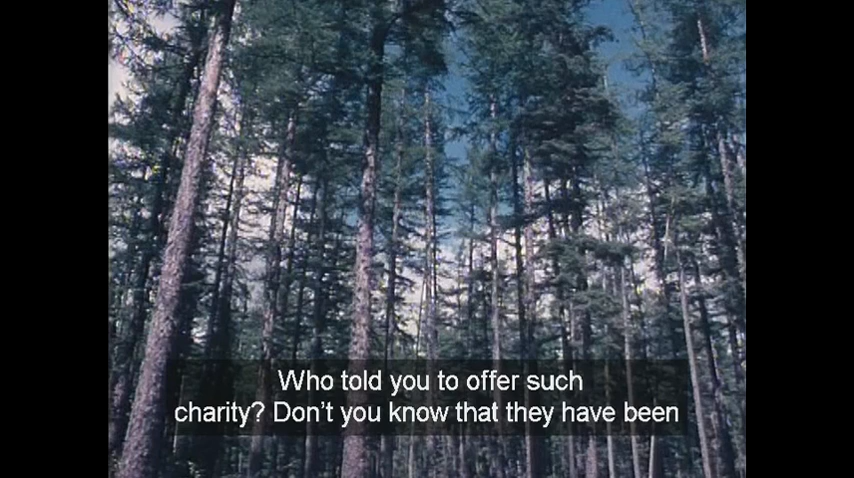 Who told you to offer such
charity? Don't you know that they have been